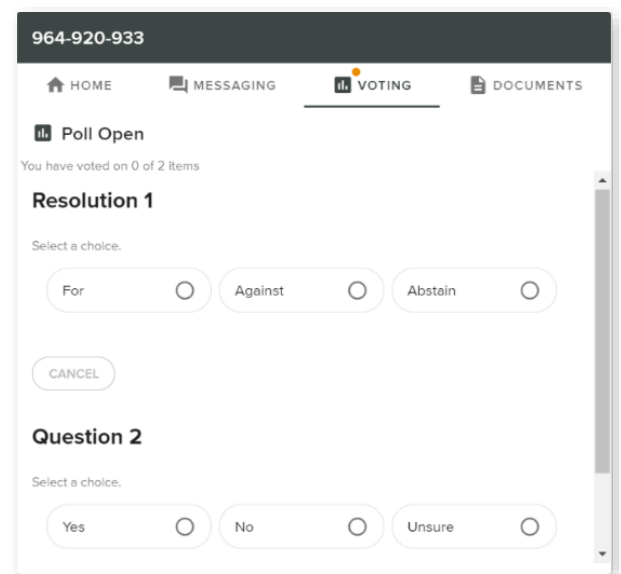 964-920-933
HOME MESSAGING VOTING DOCUMENTS
Poll Open
You have voted on 0 of 2 items
Resolution 1
Select a choice.
For Against Abstain
CANCEL
Question 2
Select a choice.
Yes No Unsure